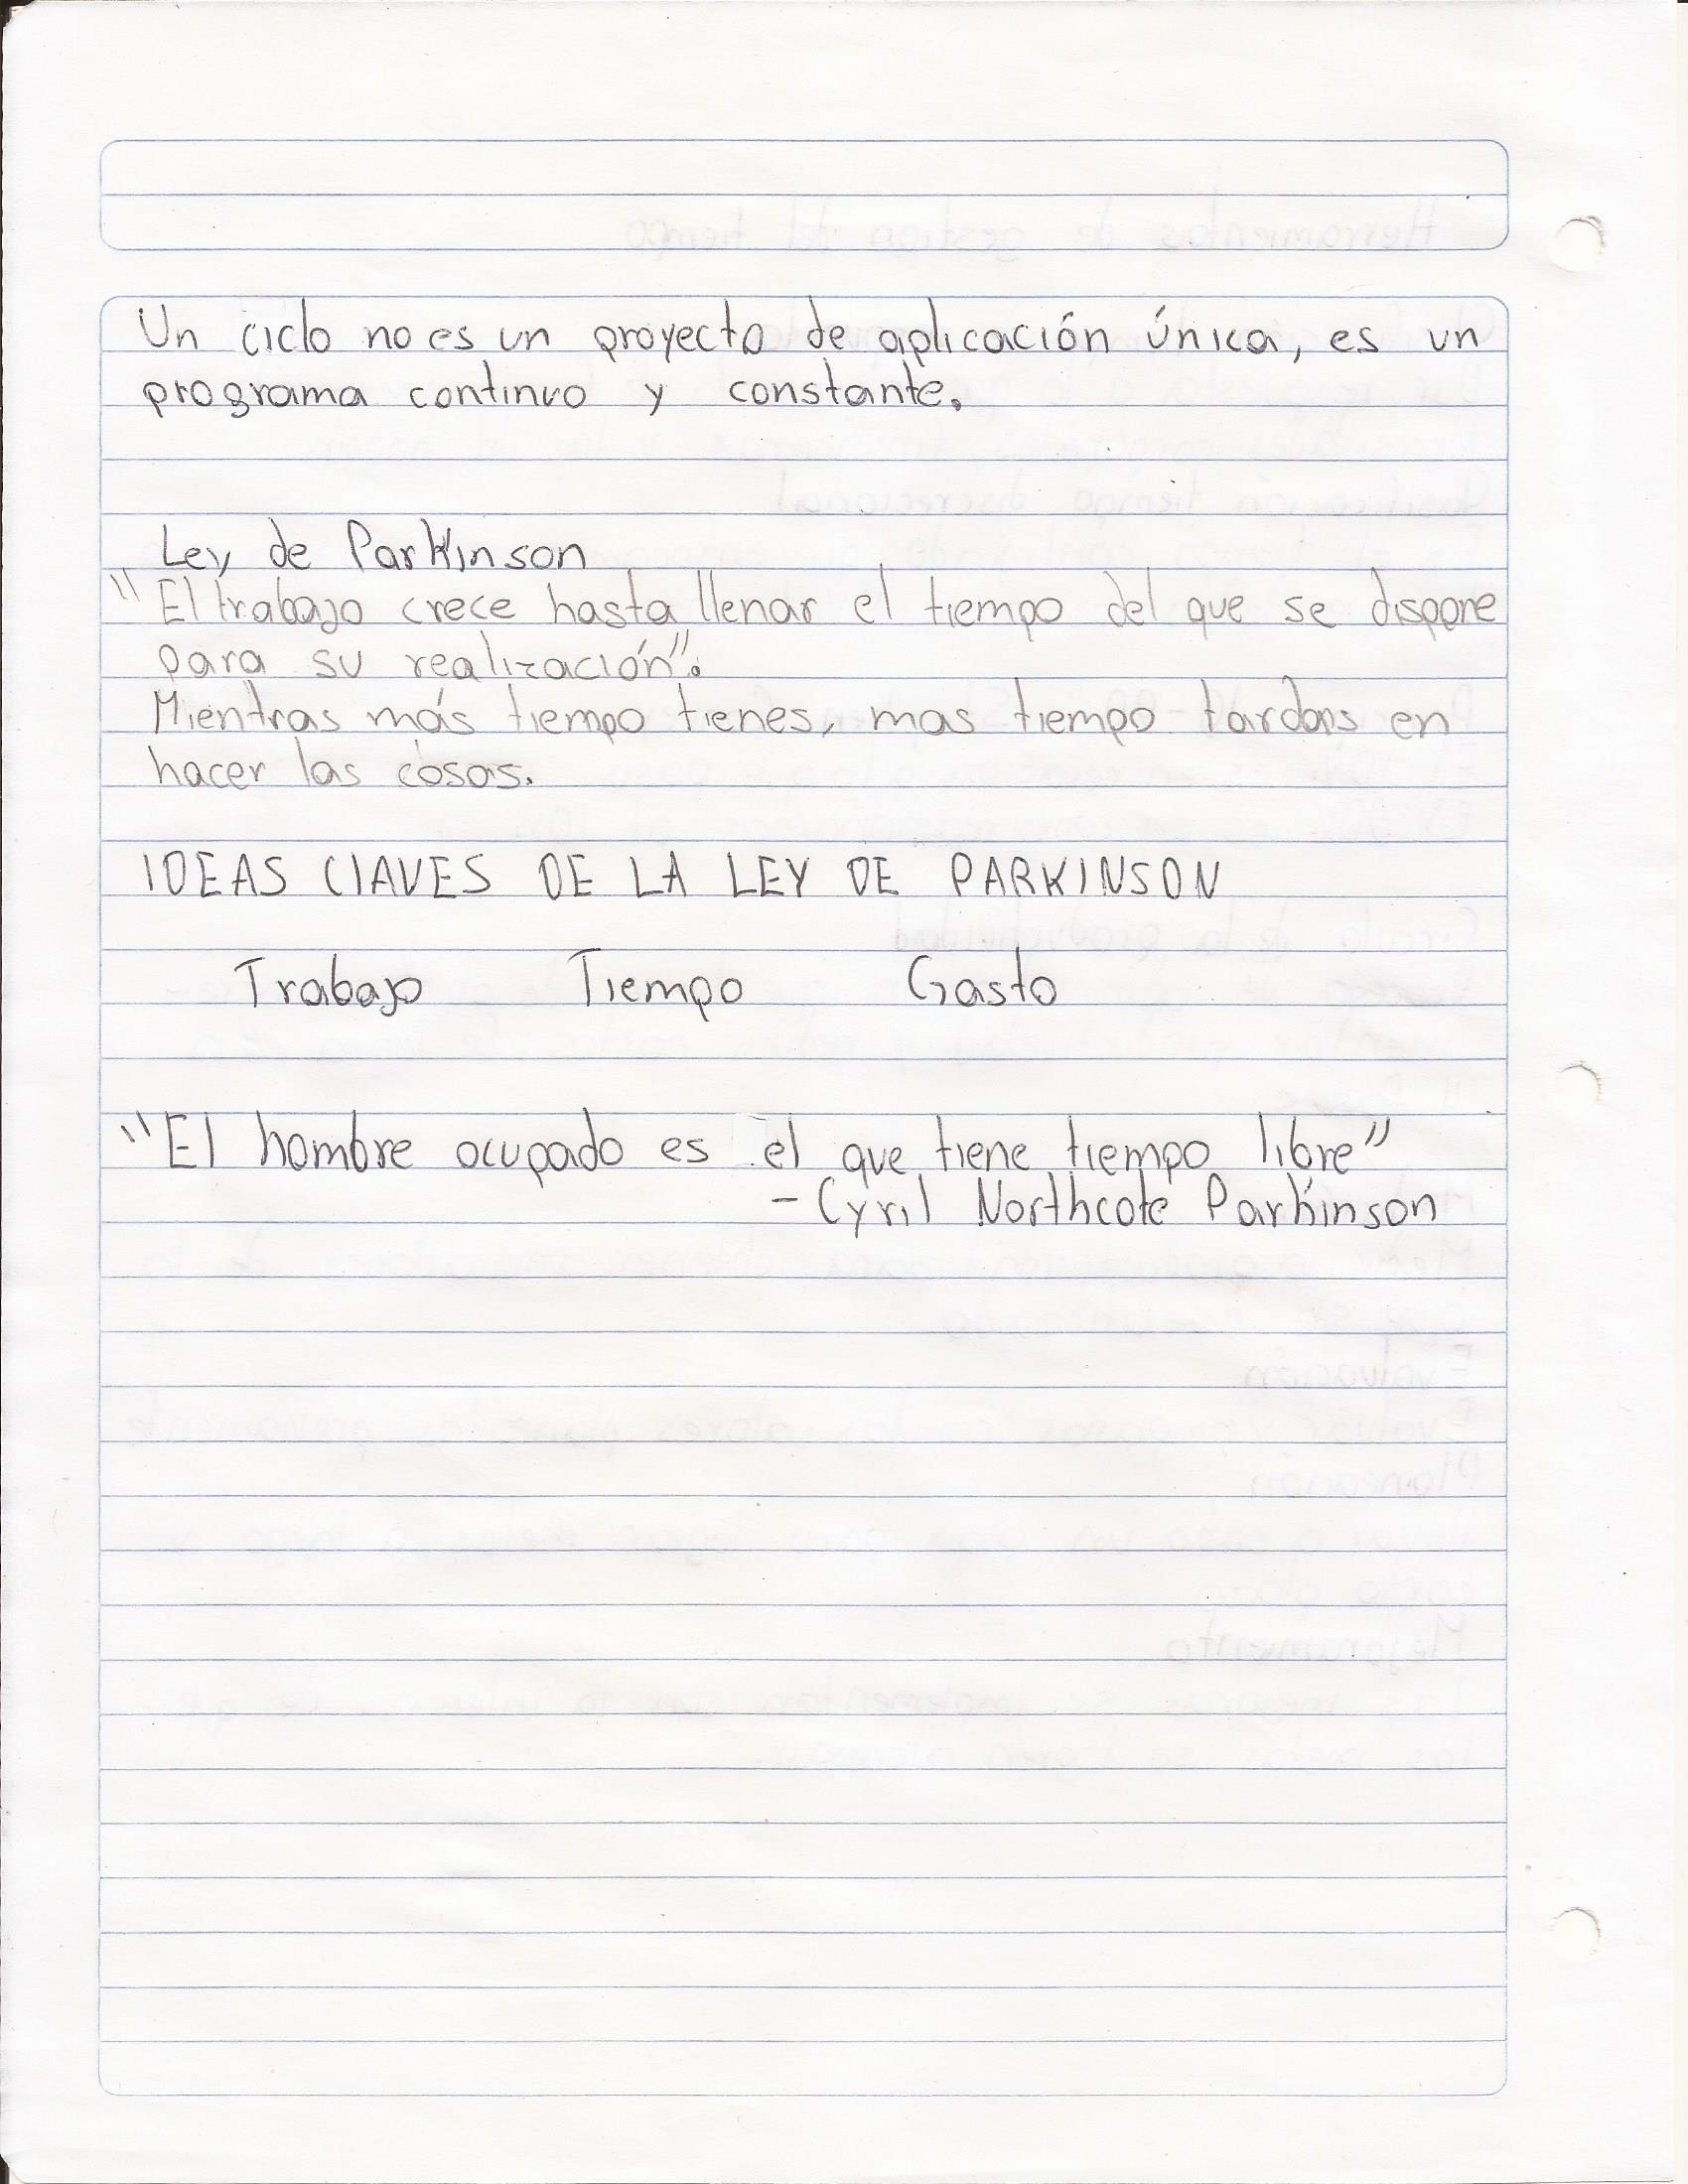 Un ciclo no es un proyecto de aplicación única, es un
programa continuo y constante.
Ley de Parkinson
"El trabajo crece hasta llenar el tiempo del que se dispone
para su realización".
Mientras más tiempo tienes, mas tiempo tardas en
hacer las cosas.
IDEAS ClAVES DE LA LEY DE PARKINSON
Trabajo Tiempo Gasto
"El hombre ocupado es el que tiene tiempo libre"
- Cyril Northcote Parkinson